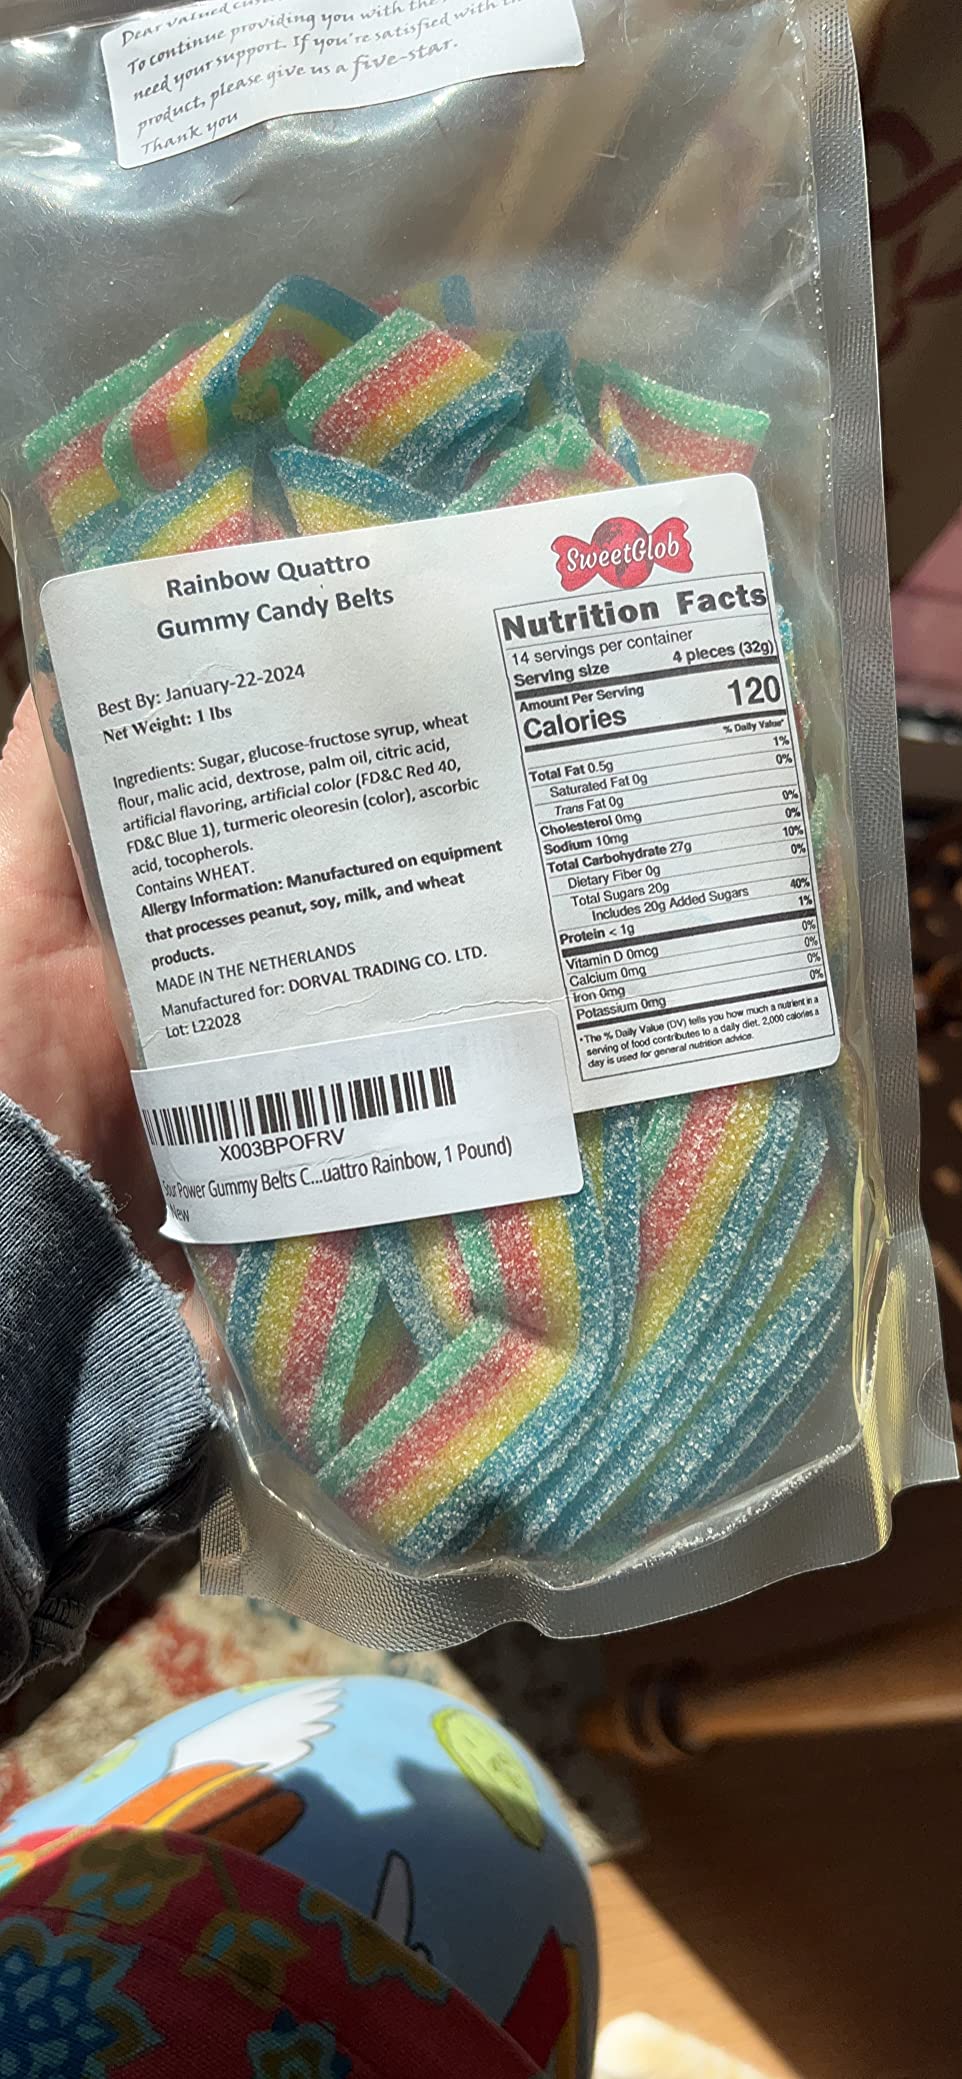 Dear valued
To continue providing you with the
need your support. If you're satisfied with
product, please give us a five-star.
Thank you
SweetGlob
Rainbow Quattro
Gummy Candy Belts
Best By: January-22-2024
Net Weight: 1 lbs
Ingredients: Sugar, glucose-fructose syrup, wheat
flour, malic acid, dextrose, palm oil, citric acid,
artificial flavoring, artificial color (FD&C Red 40,
FD&C Blue 1), turmeric oleoresin (color), ascorbic
acid, tocopherols.
Contains WHEAT.
Allergy Information: Manufactured on equipment
that processes peanut, soy, milk, and wheat
products.
MADE IN THE NETHERLANDS
Manufactured for: DORVAL TRADING CO. LTD.
Lot: L22028
Nutrition Facts
14 servings per container
Serving size 4 pieces (32g)
Amount Per Serving
Calories 120
% Daily Value*
Total Fat 0.5g 1%
Saturated Fat 0g 0%
Trans Fat 0g
Cholesterol 0mg 0%
Sodium 10mg 0%
Total Carbohydrate 27g 10%
Dietary Fiber 0g 0%
Total Sugars 20g
Includes 20g Added Sugars 40%
Protein < 1g 1%
Vitamin D 0mcg 0%
Calcium 0mg 0%
Iron 0mg 0%
Potassium 0mg 0%
*The % Daily Value (DV) tells you how much a nutrient in a
serving of food contributes to a daily diet. 2,000 calories a
day is used for general nutrition advice.
X003BPOFRV
Sour Power Gummy Belts C...uattro Rainbow, 1 Pound)
New